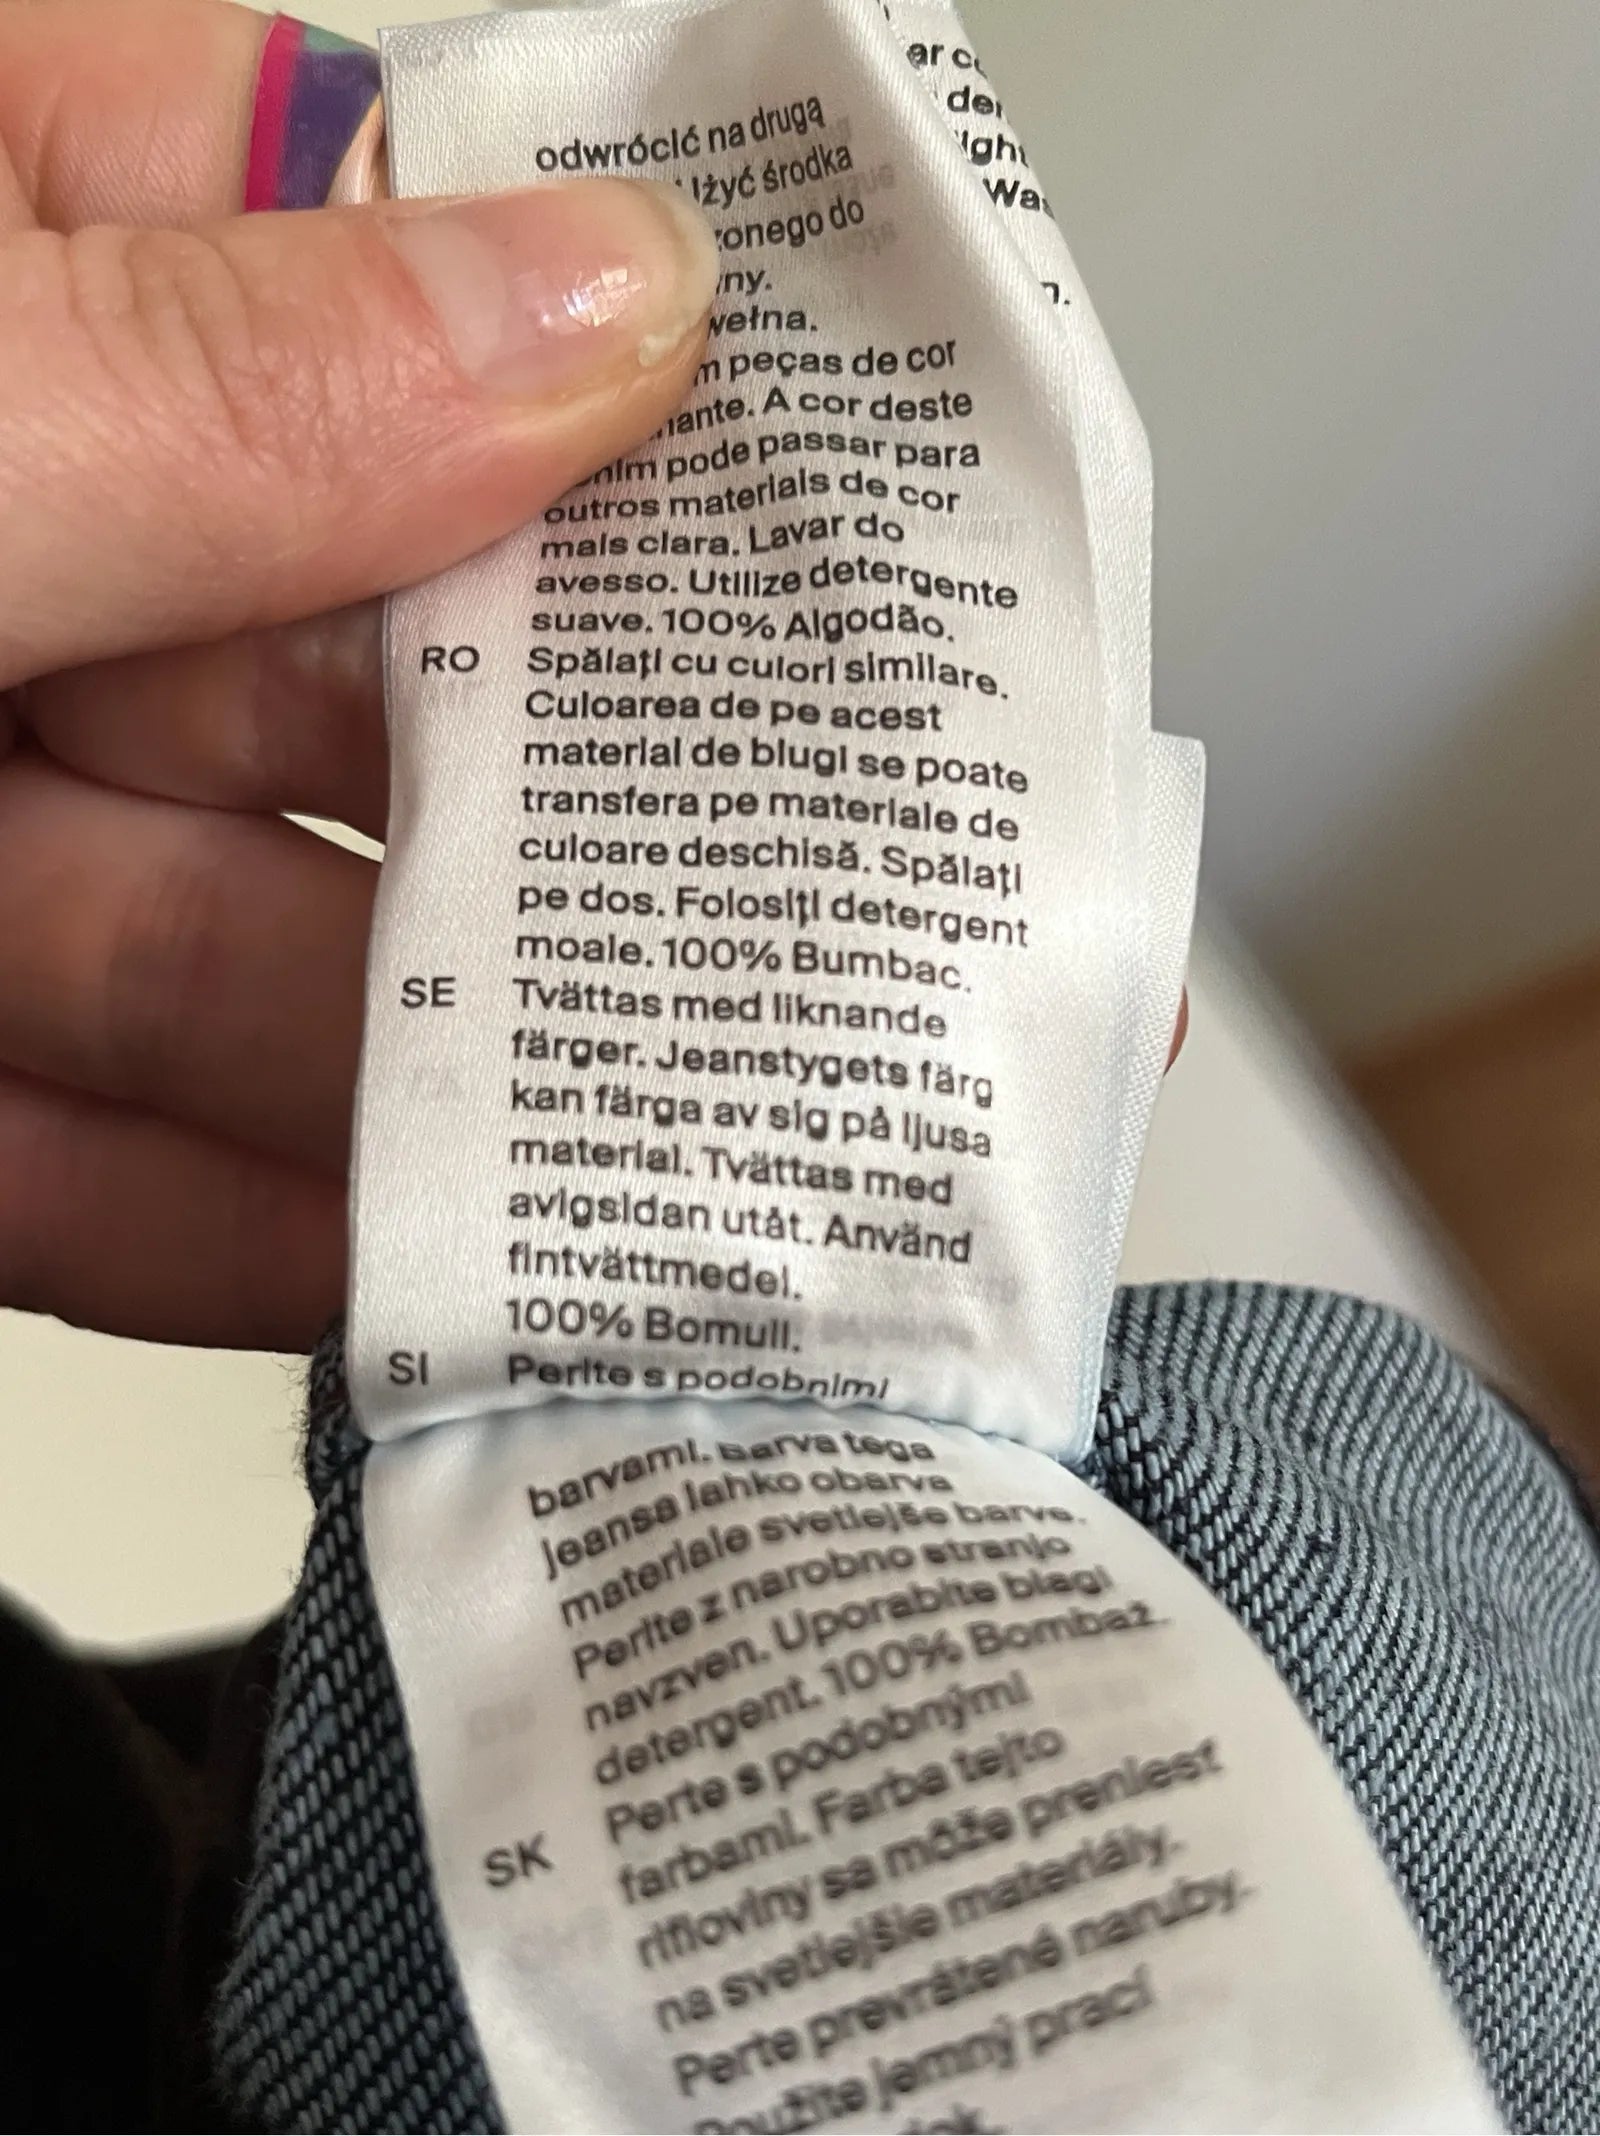 ar
odwrócić na drugą
środka
do
peças de cor
A cor deste
pode passar para
outros materiais de cor
mais clara. Lavar do
avesso. Utilize detergente
suave. 100% Algodão.
RO Spălați cu culori similare.
Culoarea de pe acest
material de blugi se poate
transfera pe materiale de
culoare deschisă. Spălați
pe dos. Folosiți detergent
moale. 100% Bumbac.
SE Tvättas med liknande
färger. Jeanstygets färg
kan färga av sig på ljusa
material. Tvättas med
avigsidan utåt. Använd
fintvättmedel.
100% Bomull.
SI Perite s podobnimi
barvami. Barva tega
jeansa lahko obarva
materiale svetlejše barve.
Perite z narobno stranjo
navzven. Uporabite blagi
detergent. 100% Bombaž.
SK Perte s podobnými
farbami. Farba tejto
rifloviny sa môže preniesť
na svetlejšie materiály.
Perte prevrátené naruby.
Použite jemný prací